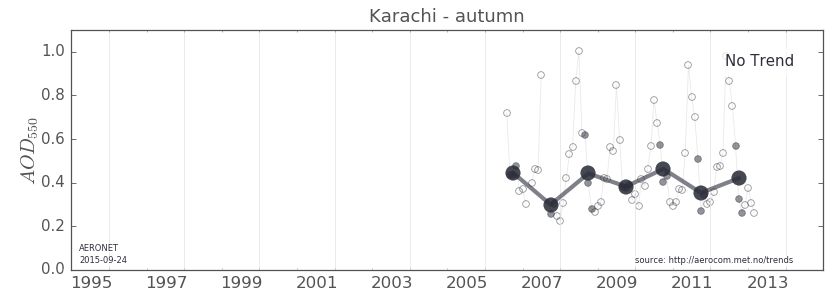 Karachi - autumn
No Trend
1.0
0.8
0.6
0.4
0.2
0.0
AOD550
AERONET
2015-09-24
source: http://aerocom.met.no/trends
1995 1997 1999 2001 2003 2005 2007 2009 2011 2013